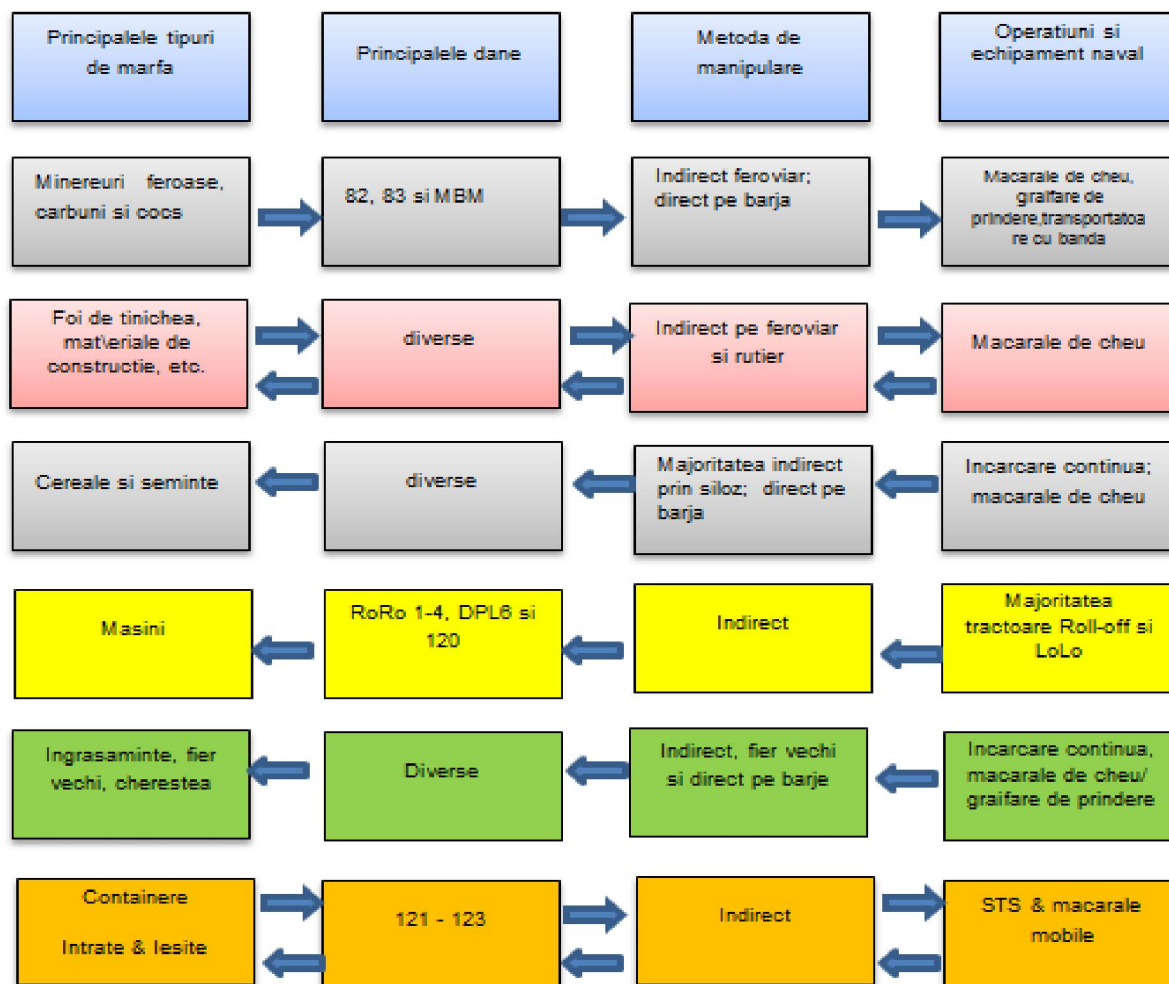 Principalele tipuri
de marfa
Principalele dane
Metoda de
manipulare
Operatiuni si
echipament naval
Minereuri feroase,
carbuni si cocs
82, 83 si MBM
Indirect feroviar;
direct pe barja
Macarale de cheu,
graifare de
prindere,transportatoa
re cu banda
Foi de tinichea,
mat\eriale de
constructie, etc.
diverse
Indirect pe feroviar
si rutier
Macarale de cheu
Cereale si seminte
diverse
Majoritatea indirect
prin siloz; direct pe
barja
Incarcare continua;
macarale de cheu
Masini
RoRo 1-4, DPL6 si
120
Indirect
Majoritatea
tractoare Roll-off si
LoLo
Ingrasaminte, fier
vechi, cherestea
Diverse
Indirect, fier vechi
si direct pe barje
Incarcare continua,
macarale de cheu/
graifare de prindere
Containere
Intrate & Iesite
121 - 123
Indirect
STS & macarale
mobile